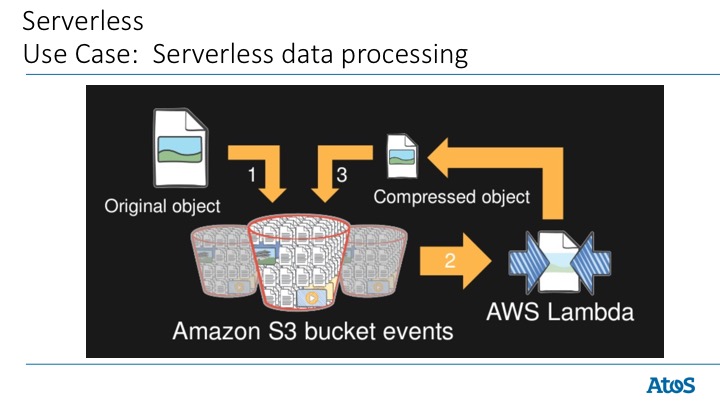 Serverless
Use Case:  Serverless data processing
1
3
Original object
Compressed object
2
AWS Lambda
Amazon S3 bucket events
Atos